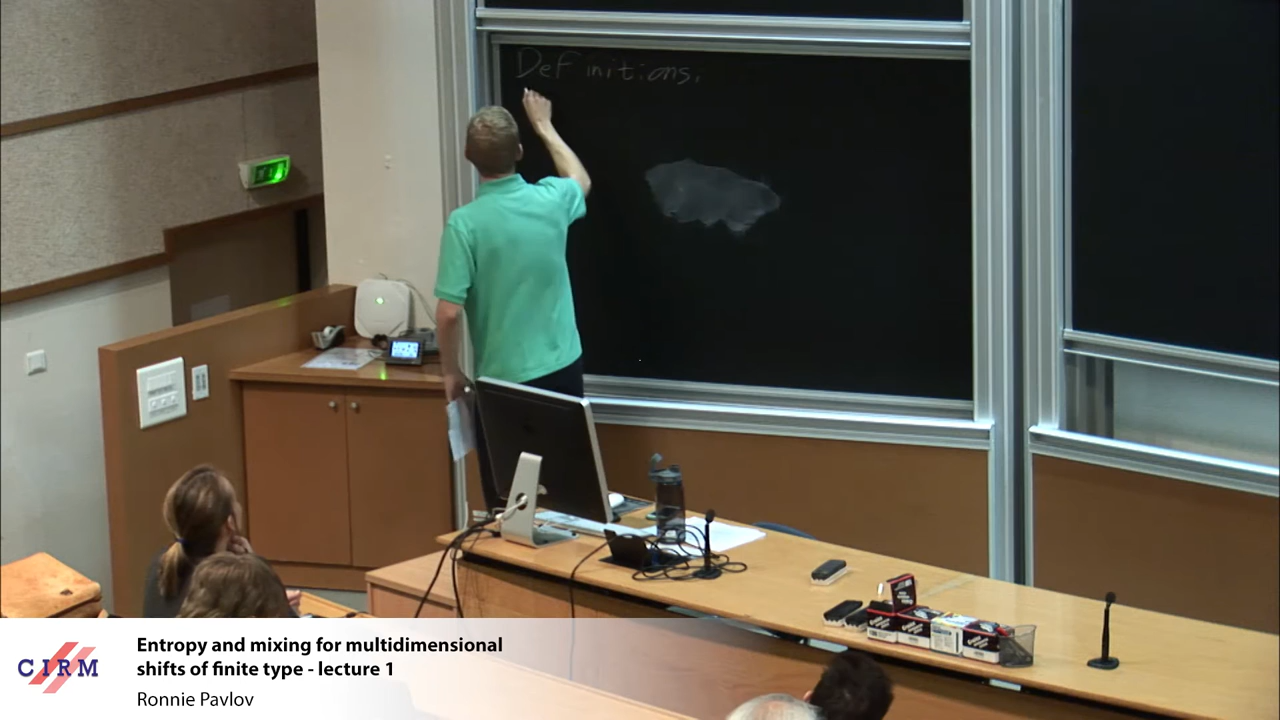 Definitions.
CIRM
Entropy and mixing for multidimensional
shifts of finite type - lecture 1
Ronnie Pavlov